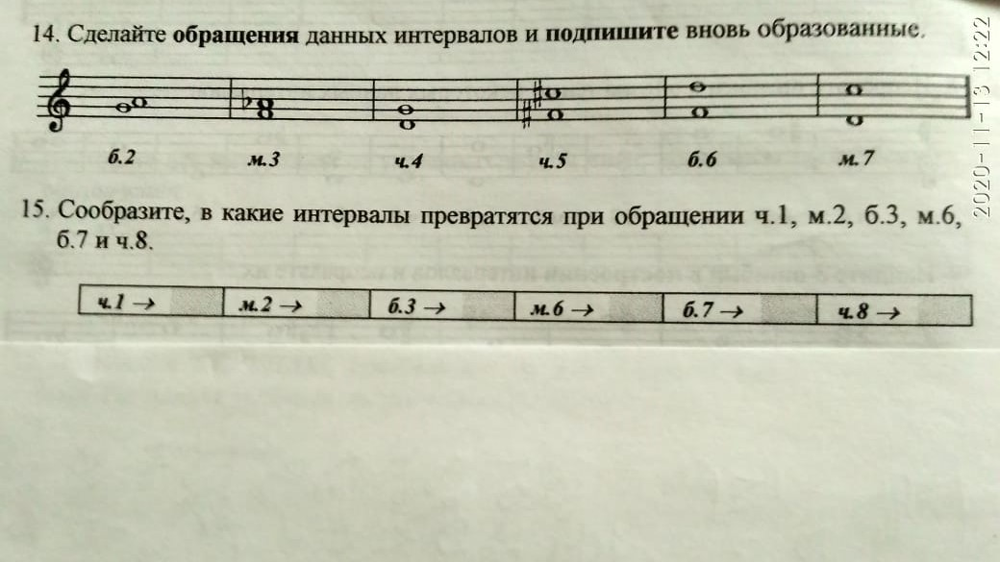 14. Сделайте обращения данных интервалов и подпишите вновь образованные.
б.2 м.3 ч.4 ч.5 б.6 м.7
15. Сообразите, в какие интервалы превратятся при обращении ч.1, м.2, б.3, м.6,
б.7 и ч.8.
ч.1 → м.2 → б.3 → м.6 → б.7 → ч.8 →
2020-11-13 12:22